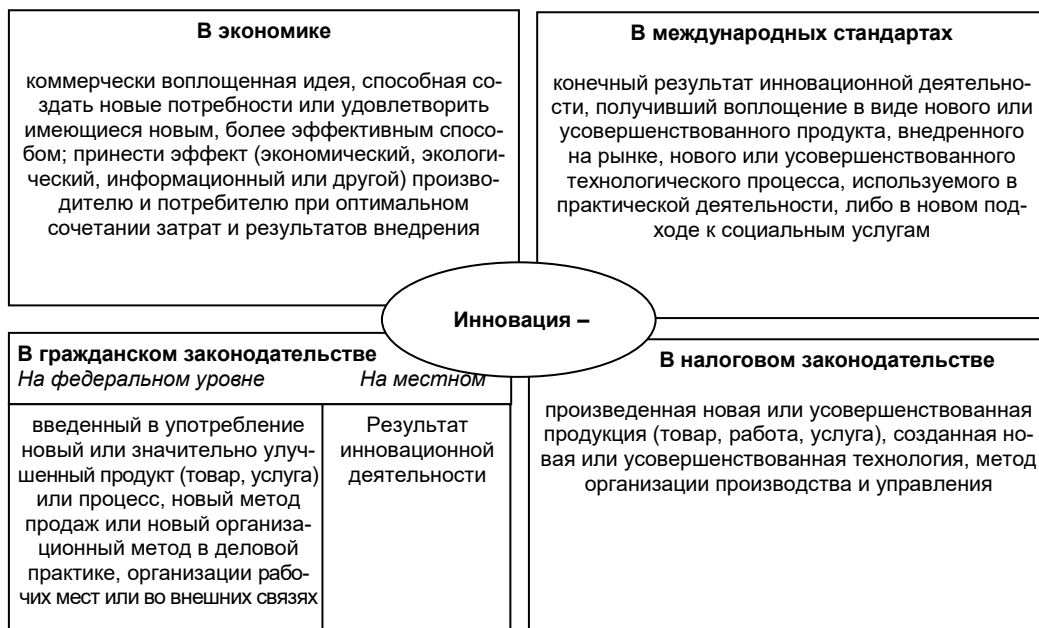 В экономике
коммерчески воплощенная идея, способная со-
здать новые потребности или удовлетворить
имеющиеся новым, более эффективным спосо-
бом; принести эффект (экономический, экологи-
ческий, информационный или другой) произво-
дителю и потребителю при оптимальном
сочетании затрат и результатов внедрения
В международных стандартах
конечный результат инновационной деятельно-
сти, получивший воплощение в виде нового или
усовершенствованного продукта, внедренного
на рынке, нового или усовершенствованного
технологического процесса, используемого в
практической деятельности, либо в новом под-
ходе к социальным услугам
Инновация –
В гражданском законодательстве
На федеральном уровне На местном
введенный в употребление
новый или значительно улуч-
шенный продукт (товар, услуга)
или процесс, новый метод
продаж или новый организа-
ционный метод в деловой
практике, организации рабо-
чих мест или во внешних связях
Результат
инновационной
деятельности
В налоговом законодательстве
произведенная новая или усовершенствованная
продукция (товар, работа, услуга), созданная но-
вая или усовершенствованная технология, метод
организации производства и управления